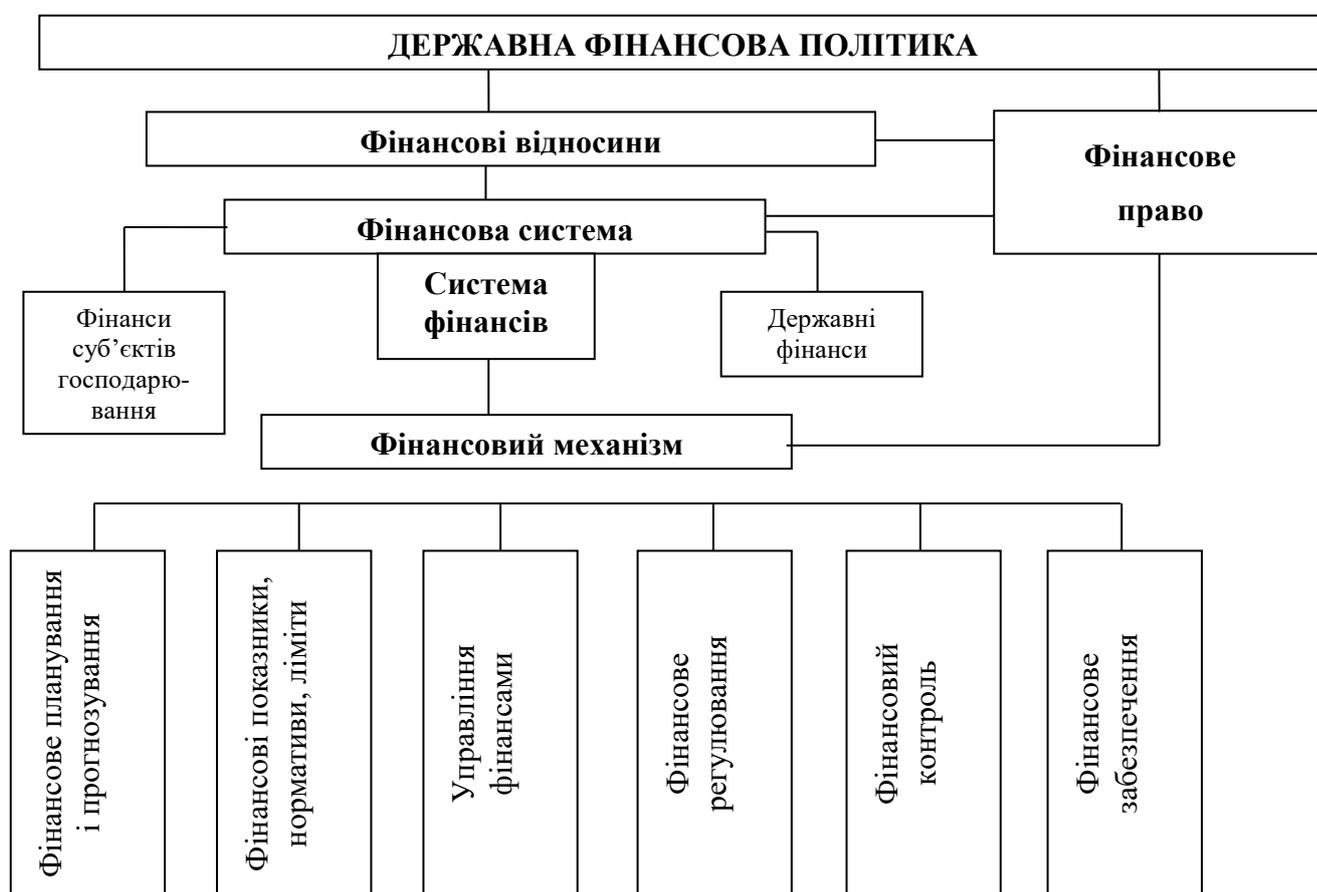 ДЕРЖАВНА ФІНАНСОВА ПОЛІТИКА
Фінансові відносини
Фінансове
право
Фінансова система
Система
фінансів
Фінанси
суб’єктів
господарю-
вання
Державні
фінанси
Фінансовий механізм
Фінансове планування
і прогнозування
Фінансові показники,
нормативи, ліміти
Управління
фінансами
Фінансове
регулювання
Фінансовий
контроль
Фінансове
забезпечення